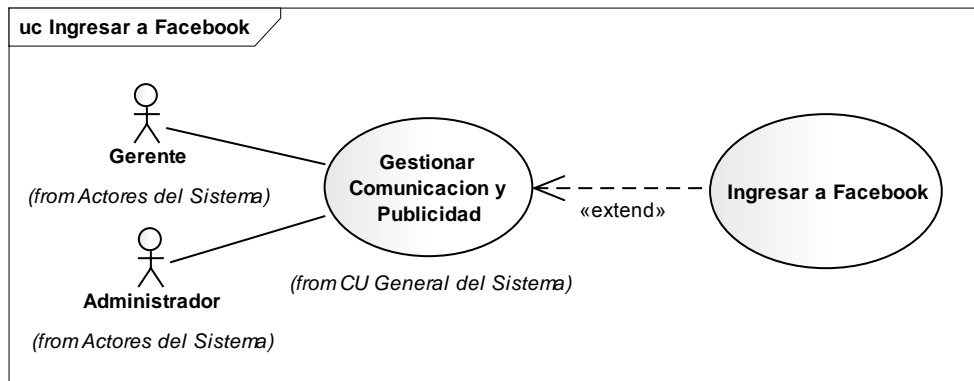 uc Ingresar a Facebook
Gerente
(from Actores del Sistema)
Administrador
(from Actores del Sistema)
Gestionar
Comunicacion y
Publicidad
(from CU General del Sistema)
«extend»
Ingresar a Facebook